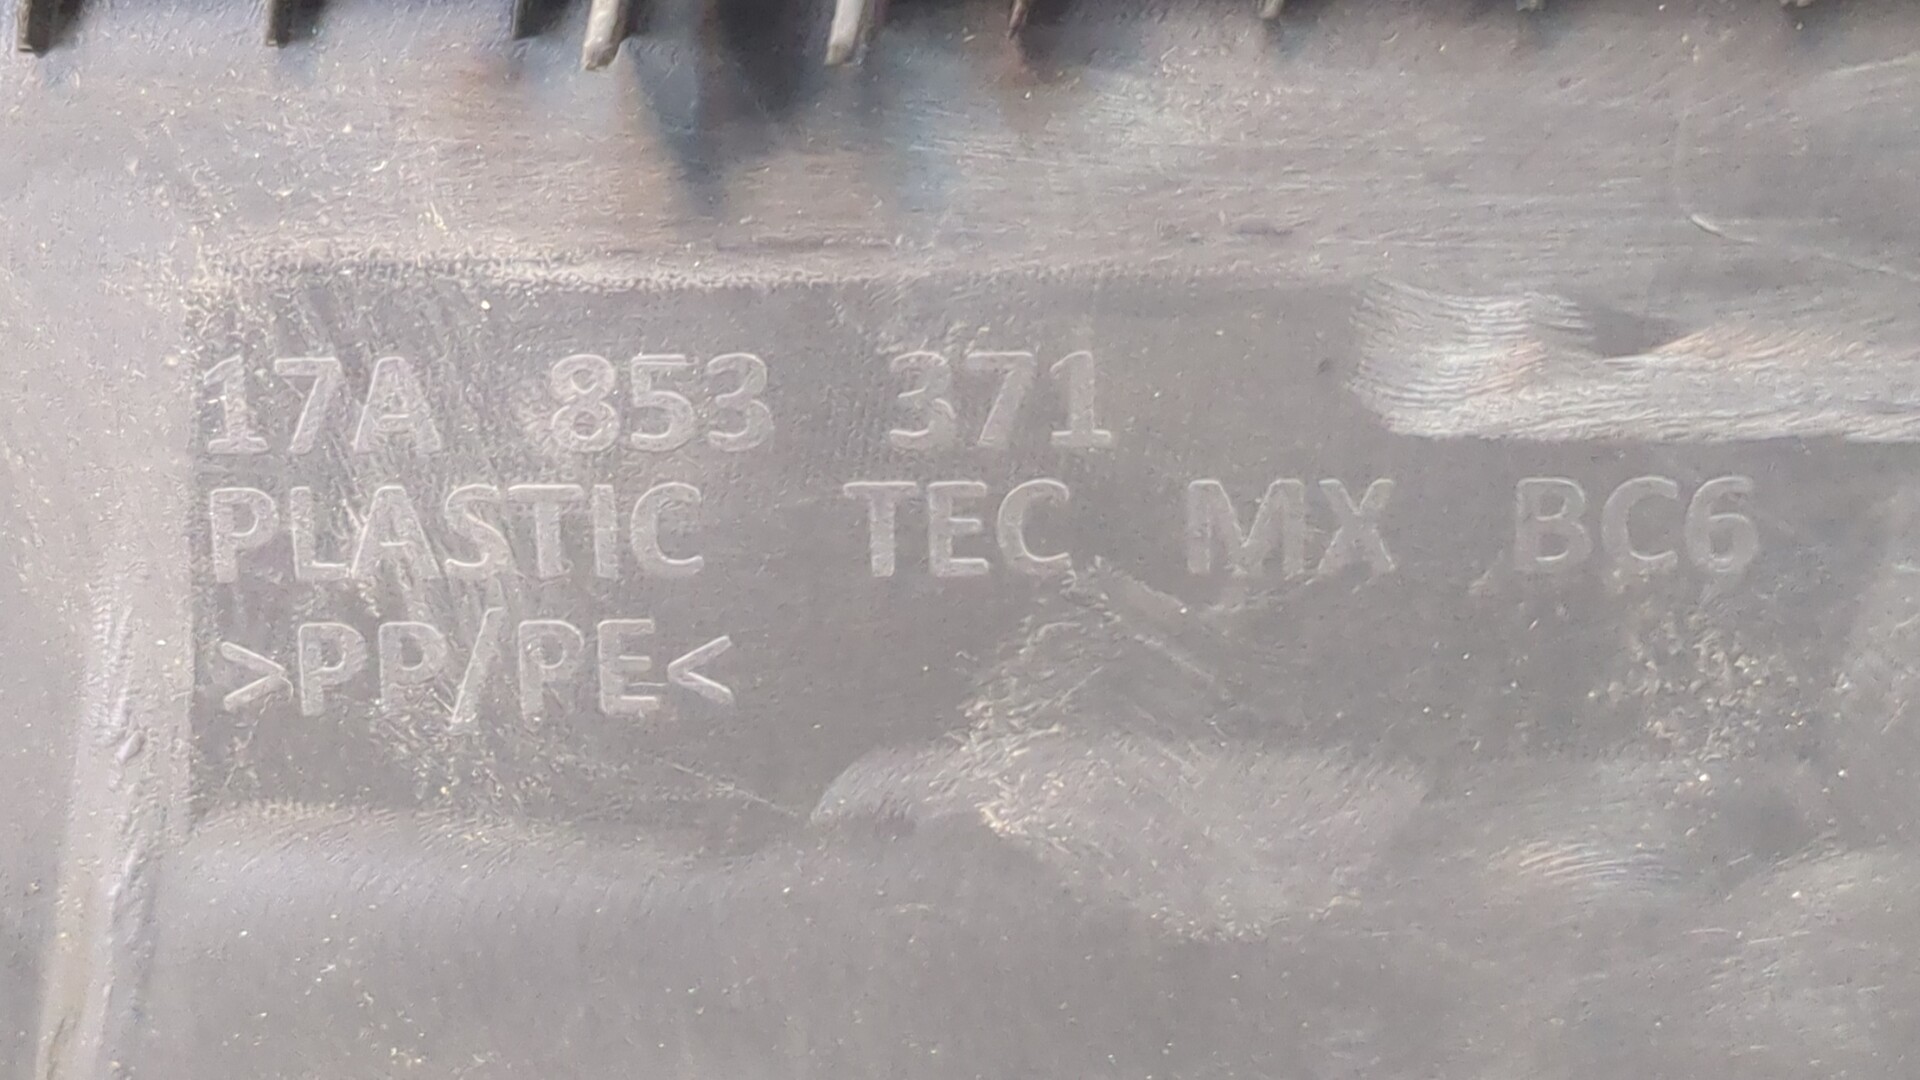 17A 853 371
PLASTIC TEC MX BC6
>PP/PE<